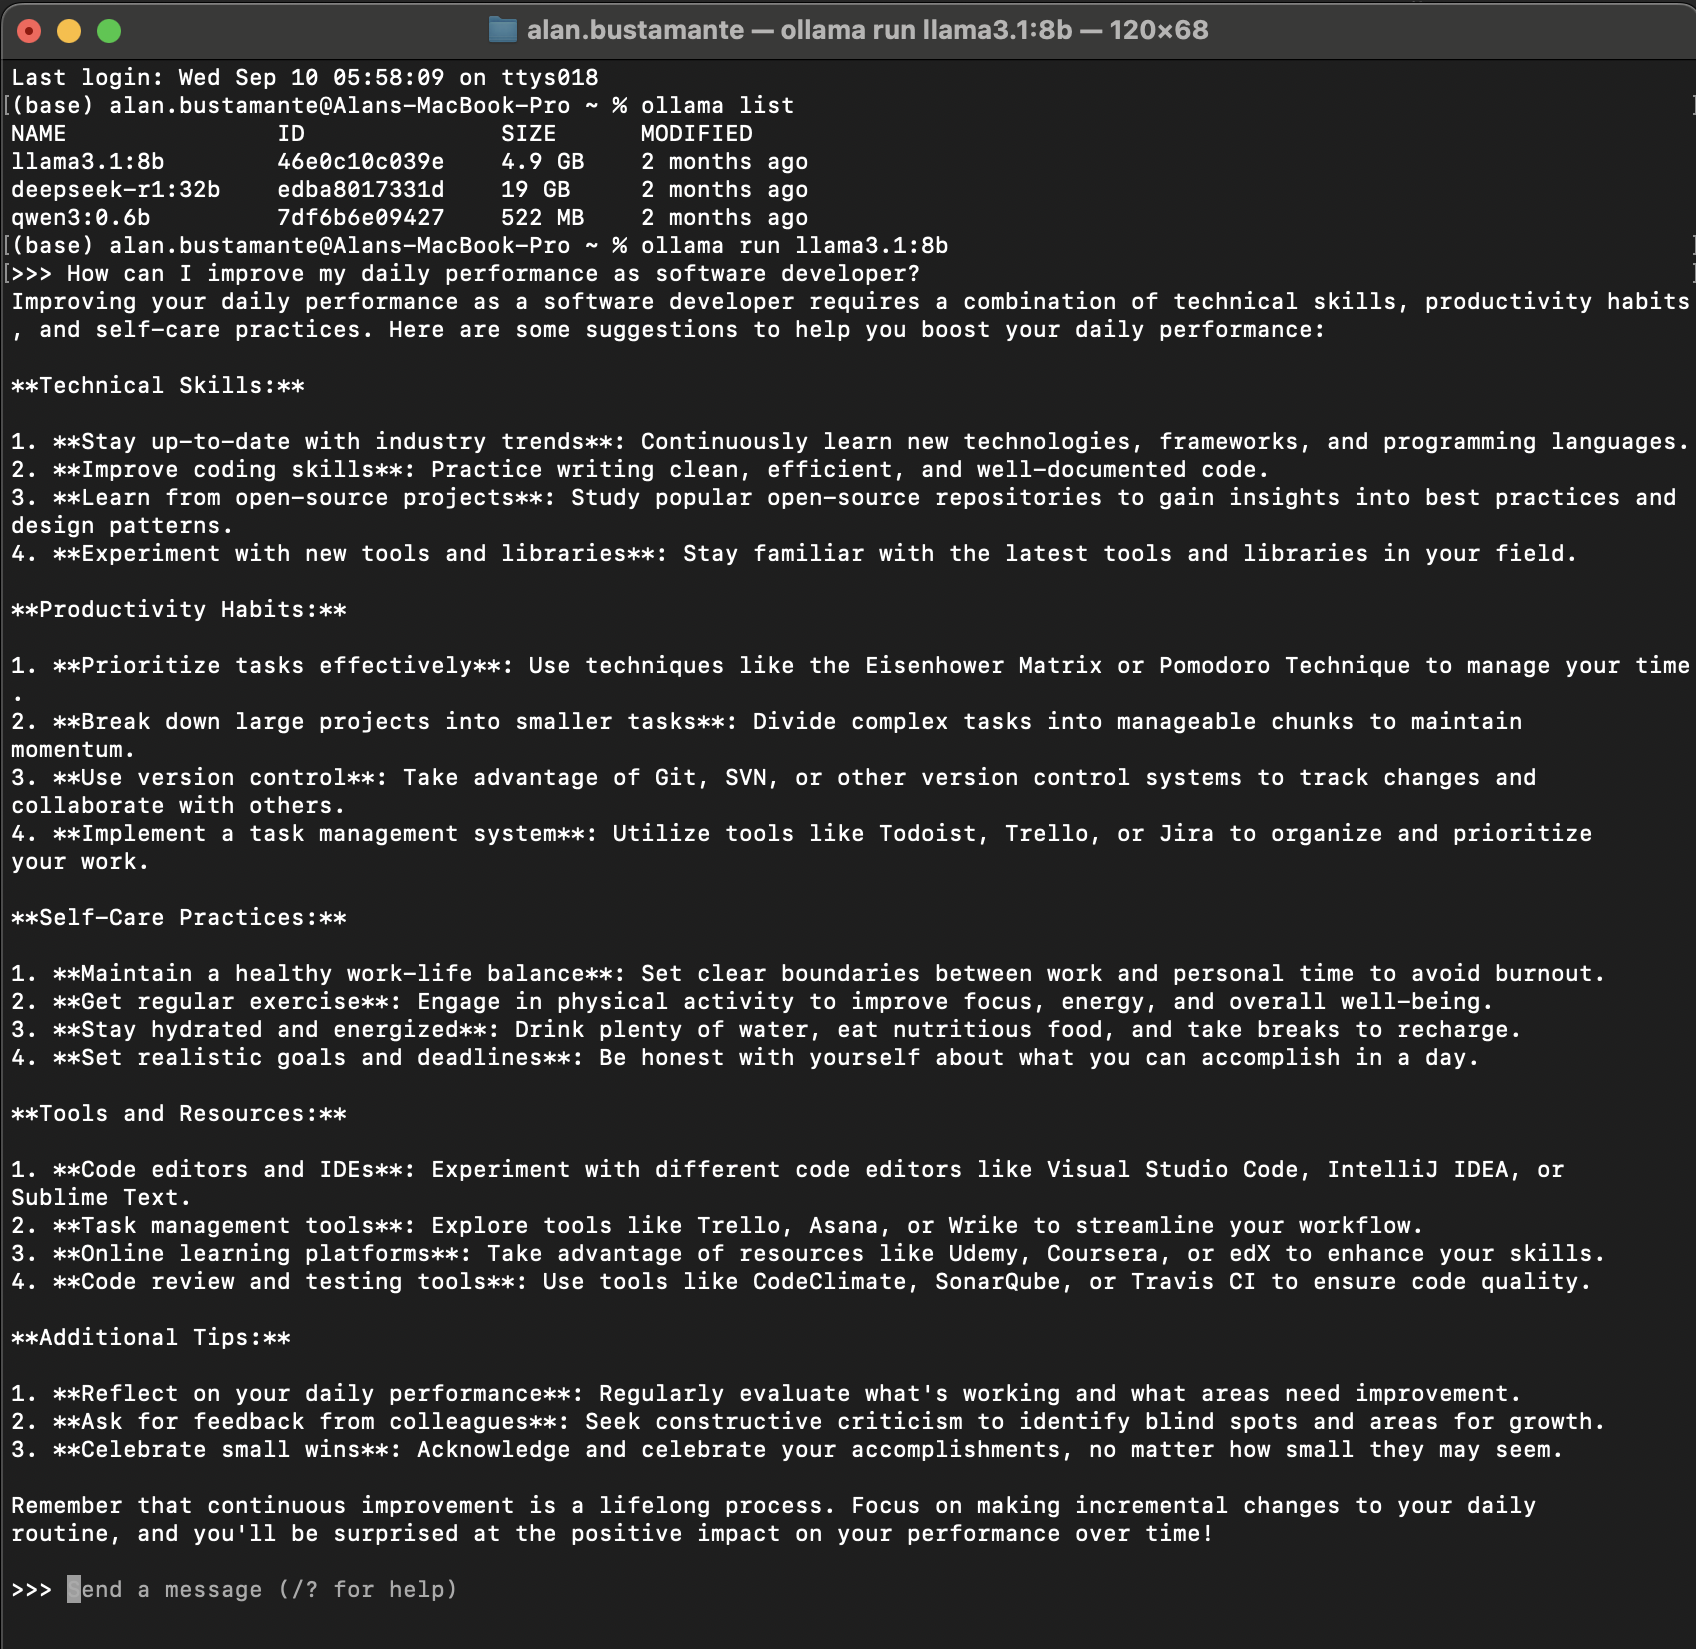 alan.bustamante — ollama run llama3.1:8b — 120×68
Last login: Wed Sep 10 05:58:09 on ttys018
[(base) alan.bustamante@Alans-MacBook-Pro ~ % ollama list ]
NAME ID SIZE MODIFIED
llama3.1:8b 46e0c10c039e 4.9 GB 2 months ago
deepseek-r1:32b edba8017331d 19 GB 2 months ago
qwen3:0.6b 7df6b6e09427 522 MB 2 months ago
[(base) alan.bustamante@Alans-MacBook-Pro ~ % ollama run llama3.1:8b ]
[>>> How can I improve my daily performance as software developer? ]
Improving your daily performance as a software developer requires a combination of technical skills, productivity habits
, and self-care practices. Here are some suggestions to help you boost your daily performance:
**Technical Skills:**
1. **Stay up-to-date with industry trends**: Continuously learn new technologies, frameworks, and programming languages.
2. **Improve coding skills**: Practice writing clean, efficient, and well-documented code.
3. **Learn from open-source projects**: Study popular open-source repositories to gain insights into best practices and
design patterns.
4. **Experiment with new tools and libraries**: Stay familiar with the latest tools and libraries in your field.
**Productivity Habits:**
1. **Prioritize tasks effectively**: Use techniques like the Eisenhower Matrix or Pomodoro Technique to manage your time
.
2. **Break down large projects into smaller tasks**: Divide complex tasks into manageable chunks to maintain
momentum.
3. **Use version control**: Take advantage of Git, SVN, or other version control systems to track changes and
collaborate with others.
4. **Implement a task management system**: Utilize tools like Todoist, Trello, or Jira to organize and prioritize
your work.
**Self-Care Practices:**
1. **Maintain a healthy work-life balance**: Set clear boundaries between work and personal time to avoid burnout.
2. **Get regular exercise**: Engage in physical activity to improve focus, energy, and overall well-being.
3. **Stay hydrated and energized**: Drink plenty of water, eat nutritious food, and take breaks to recharge.
4. **Set realistic goals and deadlines**: Be honest with yourself about what you can accomplish in a day.
**Tools and Resources:**
1. **Code editors and IDEs**: Experiment with different code editors like Visual Studio Code, IntelliJ IDEA, or
Sublime Text.
2. **Task management tools**: Explore tools like Trello, Asana, or Wrike to streamline your workflow.
3. **Online learning platforms**: Take advantage of resources like Udemy, Coursera, or edX to enhance your skills.
4. **Code review and testing tools**: Use tools like CodeClimate, SonarQube, or Travis CI to ensure code quality.
**Additional Tips:**
1. **Reflect on your daily performance**: Regularly evaluate what's working and what areas need improvement.
2. **Ask for feedback from colleagues**: Seek constructive criticism to identify blind spots and areas for growth.
3. **Celebrate small wins**: Acknowledge and celebrate your accomplishments, no matter how small they may seem.
Remember that continuous improvement is a lifelong process. Focus on making incremental changes to your daily
routine, and you'll be surprised at the positive impact on your performance over time!
>>> Send a message (/? for help)